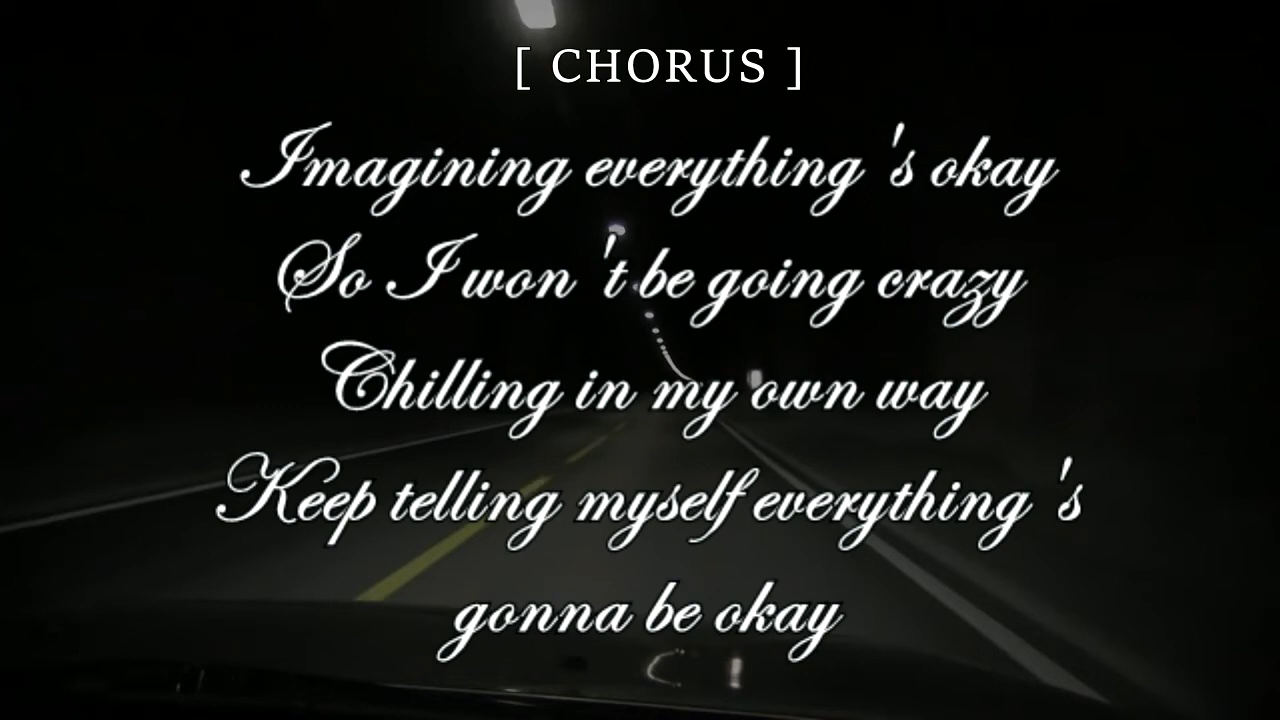 [ CHORUS ]
Imagining everything 's okay
So I won 't be going crazy
Chilling in my own way
Keep telling myself everything 's
gonna be okay